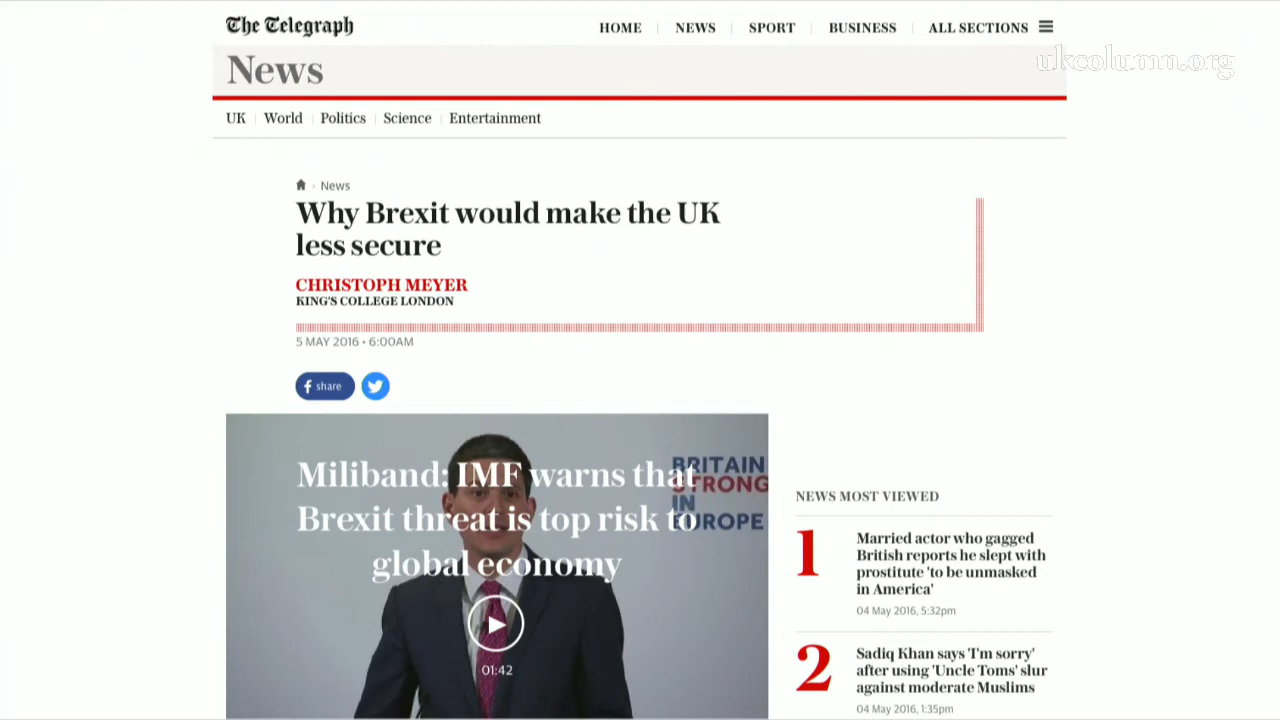 The Telegraph
HOME
NEWS
SPORT
BUSINESS
ALL SECTIONS
ukcolumn.org
News
UK
World
Politics
Science
Entertainment
News
Why Brexit would make the UK
less secure
CHRISTOPH MEYER
KING'S COLLEGE LONDON
5 MAY 2016 • 6:00AM
share
Miliband: IMF warns that
Brexit threat is top risk to
global economy
01:42
BRITAIN
STRONG
IN
EUROPE
NEWS MOST VIEWED
1
Married actor who gagged
British reports he slept with
prostitute 'to be unmasked
in America'
04 May 2016, 5:32pm
2
Sadiq Khan says 'I'm sorry'
after using 'Uncle Toms' slur
against moderate Muslims
04 May 2016, 1:35pm